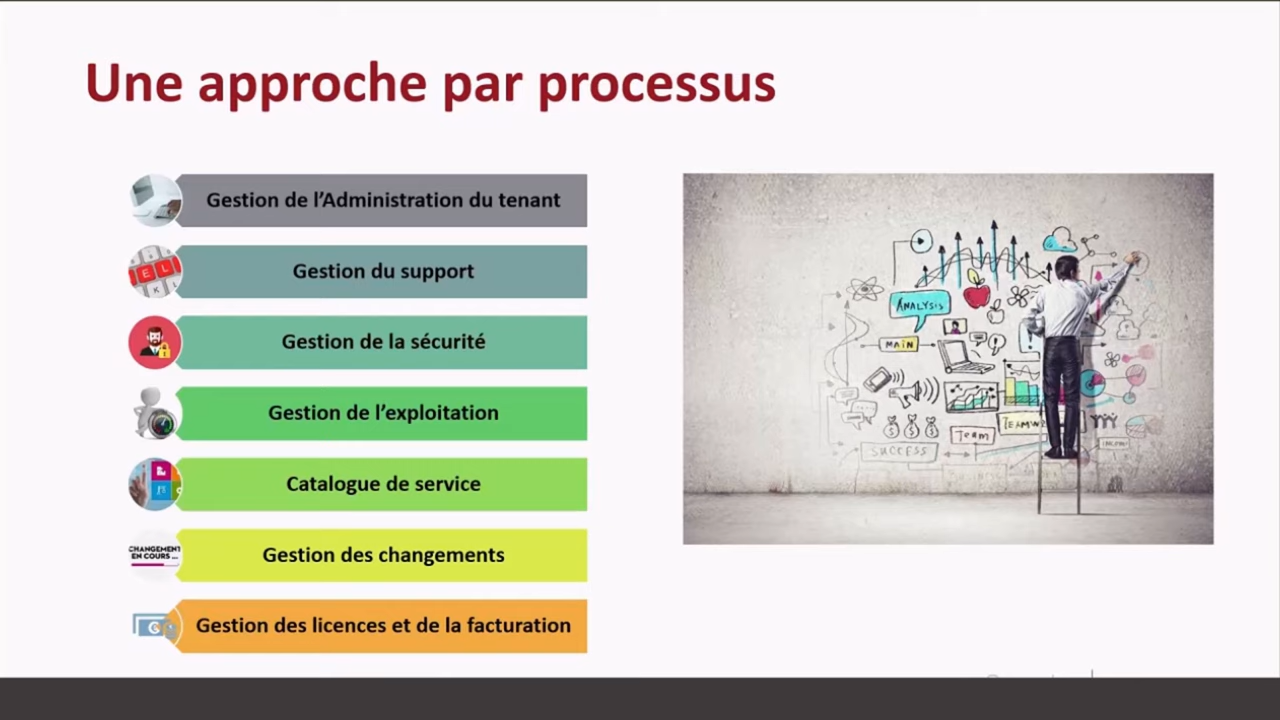 Une approche par processus
Gestion de l'Administration du tenant
Gestion du support
Gestion de la sécurité
Gestion de l'exploitation
Catalogue de service
CHANGEMENT
EN COURS ...
Gestion des changements
Gestion des licences et de la facturation
ANALYSIS
MAIN
Team
SUCCESS